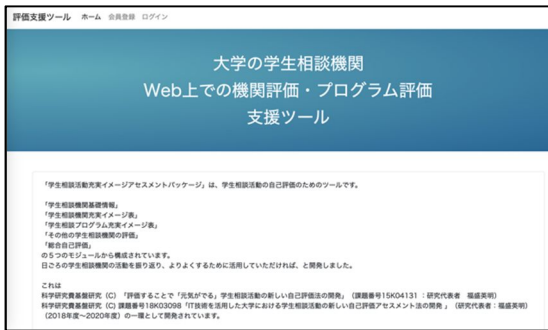 評価支援ツール ホーム 会員登録 ログイン
大学の学生相談機関
Web上での機関評価・プログラム評価
支援ツール
「学生相談活動充実イメージアセスメントパッケージ」は、学生相談活動の自己評価のためのツールです。
「学生相談機関基礎情報」
「学生相談機関充実イメージ表」
「学生相談プログラム充実イメージ表」
「その他の学生相談機関の評価」
「総合自己評価」
の５つのモジュールから構成されています。
日ごろの学生相談機関の活動を振り返り、よりよくするために活用していただければ、と開発しました。
これは
科学研究費基盤研究（C）「評価することで「元気がでる」学生相談活動の新しい自己評価法の開発」（課題番号15K04131：研究代表者　福盛英明）
科学研究費基盤研究（C）課題番号18K03098「IT技術を活用した大学における学生相談活動の新しい自己評価アセスメント法の開発」（研究代表者：福盛英明）
（2018年度〜2020年度）の一環として開発されています。